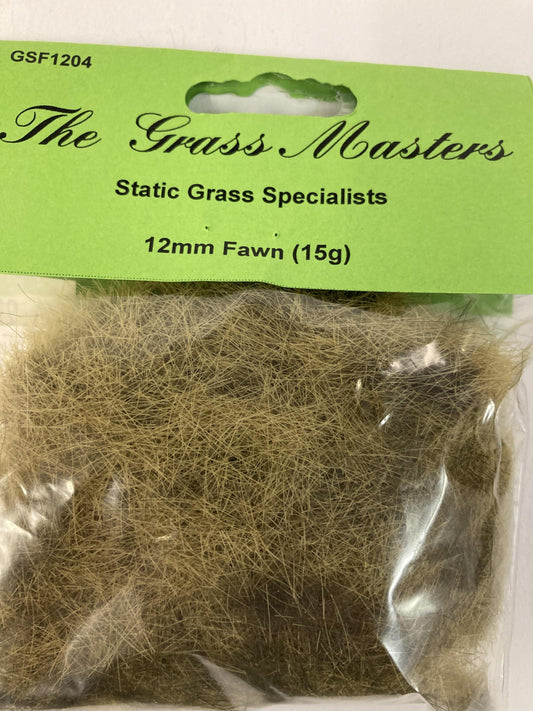 GSF1204
The Grass Masters
Static Grass Specialists
12mm Fawn (15g)